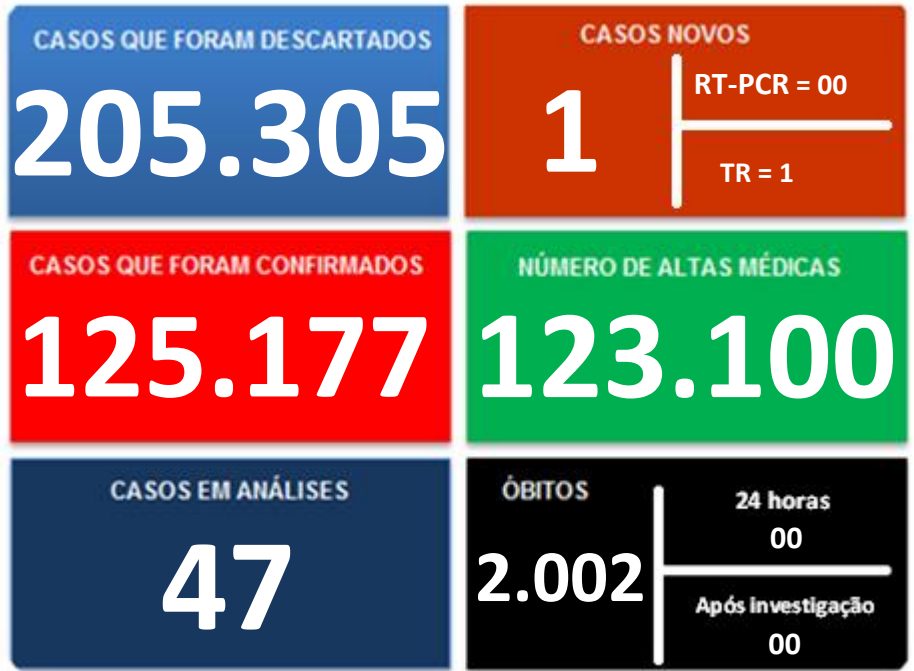 CASOS QUE FORAM DESCARTADOS
205.305
CASOS NOVOS
1
RT-PCR = 00
TR = 1
CASOS QUE FORAM CONFIRMADOS
125.177
NÚMERO DE ALTAS MÉDICAS
123.100
CASOS EM ANÁLISES
47
ÓBITOS
2.002
24 horas
00
Após investigação
00